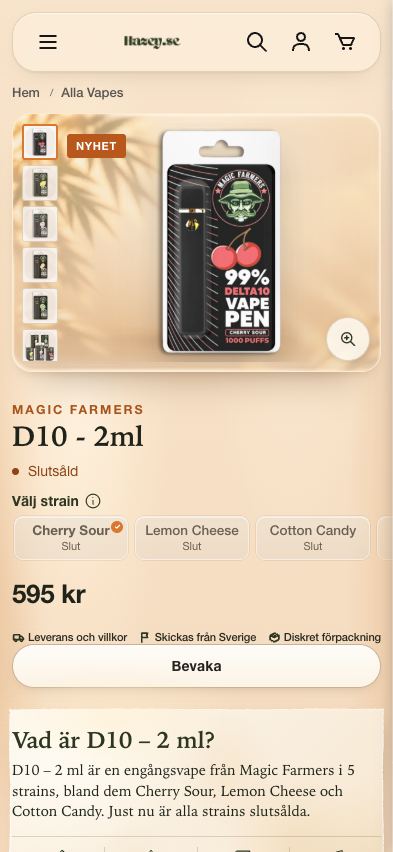 Hazey.se
Hem / Alla Vapes
NYHET
MAGIC FARMERS
99%
DELTA10
VAPE
PEN
CHERRY SOUR
1000 PUFFS
MAGIC FARMERS
D10 - 2ml
Slutsåld
Välj strain
Cherry Sour Lemon Cheese Cotton Candy
Slut Slut Slut
595 kr
Leverans och villkor Skickas från Sverige Diskret förpackning
Bevaka
Vad är D10 – 2 ml?
D10 – 2 ml är en engångsvape från Magic Farmers i 5
strains, bland dem Cherry Sour, Lemon Cheese och
Cotton Candy. Just nu är alla strains slutsålda.